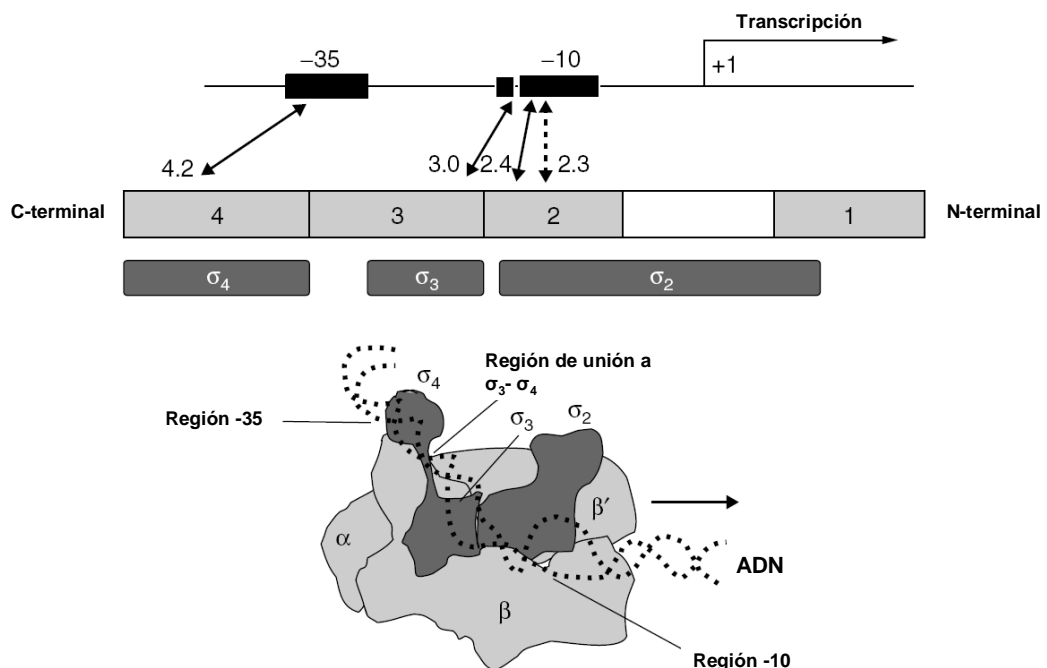 Transcripción
–35
–10
+1
4.2
3.0
2.4
2.3
C-terminal
4
3
2
1
N-terminal
σ4
σ3
σ2
Región de unión a
σ3- σ4
σ4
Región -35
σ3
σ2
β′
α
ADN
β
Región -10